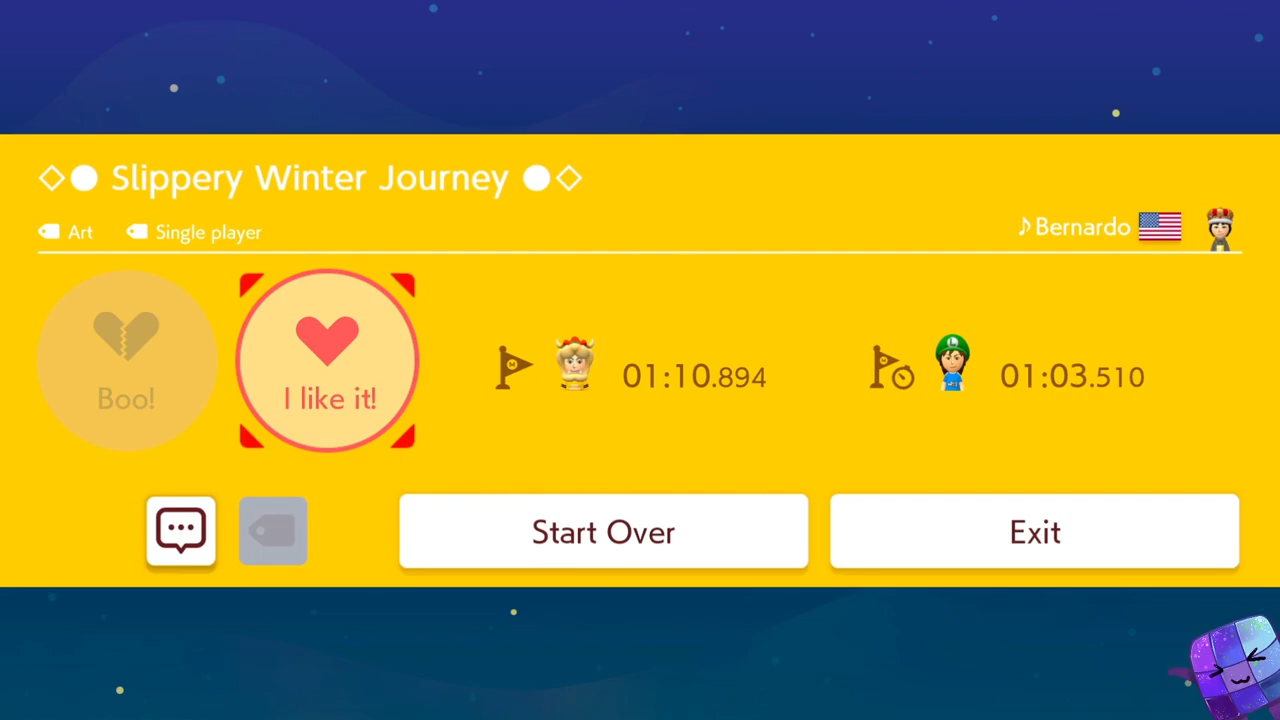 ◇● Slippery Winter Journey ●◇
Art
Single player
♪Bernardo
Boo!
I like it!
M
01:10.894
M
L
01:03.510
Start Over
Exit